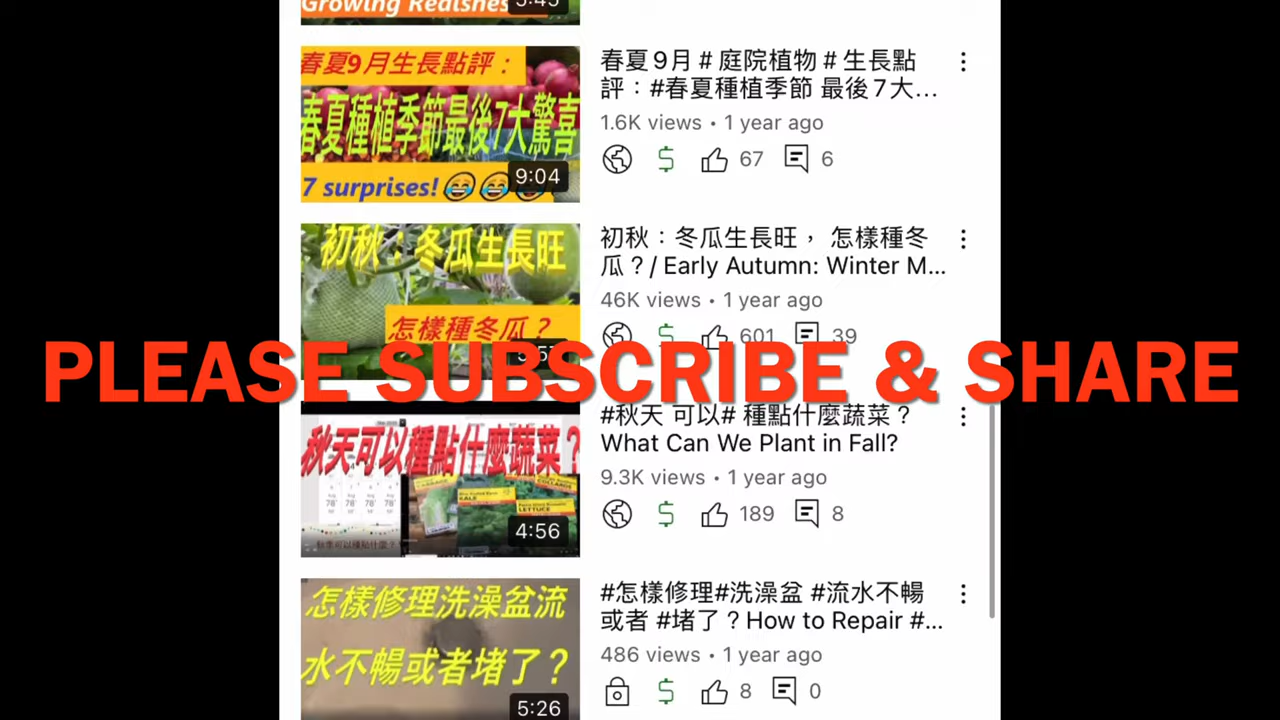 Growing Redishes
5:45
春夏9月生長點評：
春夏種植季節最後7大驚喜
7 surprises!
9:04
春夏9月 # 庭院植物 # 生長點
評：#春夏種植季節 最後7大...
1.6K views • 1 year ago
67
6
初秋：冬瓜生長旺
怎樣種冬瓜？
初秋：冬瓜生長旺， 怎樣種冬
瓜？/ Early Autumn: Winter M...
46K views • 1 year ago
601
39
PLEASE SUBSCRIBE & SHARE
秋天可以種點什麼蔬菜？
KALE
LETTUCE
COLLARDS
4:56
#秋天 可以# 種點什麼蔬菜？
What Can We Plant in Fall?
9.3K views • 1 year ago
189
8
怎樣修理洗澡盆流
水不暢或者堵了？
5:26
#怎樣修理#洗澡盆 #流水不暢
或者 #堵了？How to Repair #...
486 views • 1 year ago
8
0